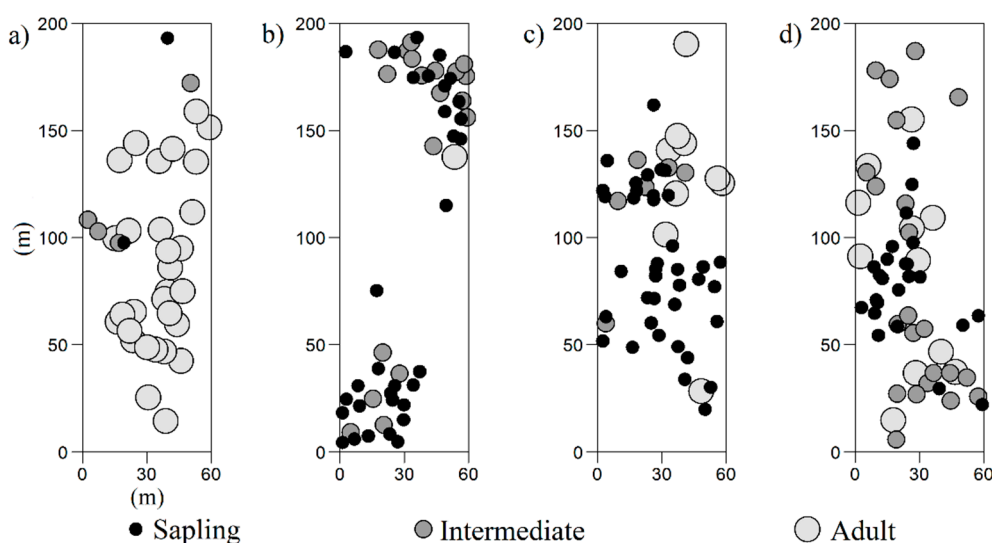 a) b) c) d)
200 200 200 200
150 150 150 150
(m) 100 100 100 100
50 50 50 50
0 0 0 0
0 30 60 0 30 60 0 30 60 0 30 60
(m)
Sapling Intermediate Adult